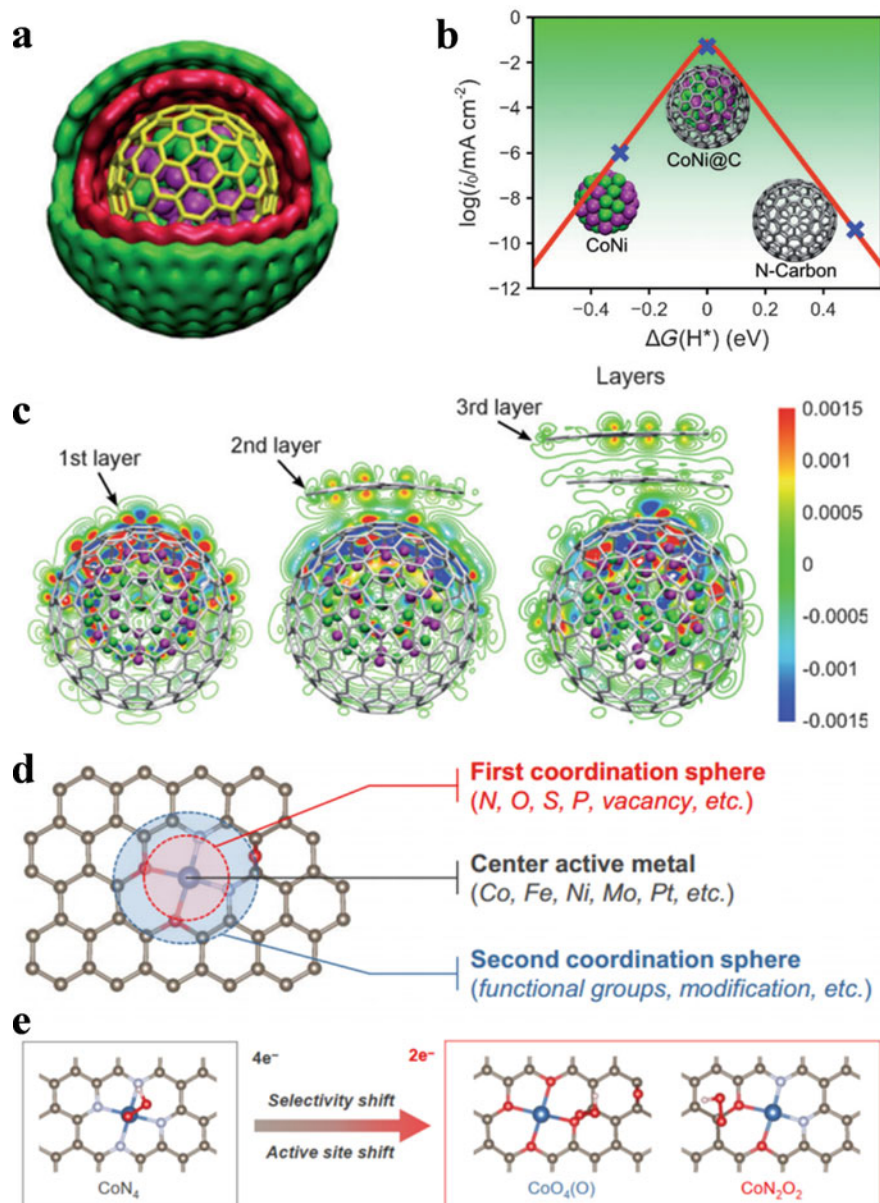 a
b
0
−2
−4
−6
−8
−10
−12
log(i₀/mA cm⁻²)
CoNi@C
CoNi
N-Carbon
−0.4
−0.2
0
0.2
0.4
ΔG(H*) (eV)
c
Layers
1st layer
2nd layer
3rd layer
0.0015
0.001
0.0005
0
-0.0005
-0.001
-0.0015
d
First coordination sphere
(N, O, S, P, vacancy, etc.)
Center active metal
(Co, Fe, Ni, Mo, Pt, etc.)
Second coordination sphere
(functional groups, modification, etc.)
e
4e⁻
2e⁻
Selectivity shift
Active site shift
CoN₄
CoO₄(O)
CoN₂O₂